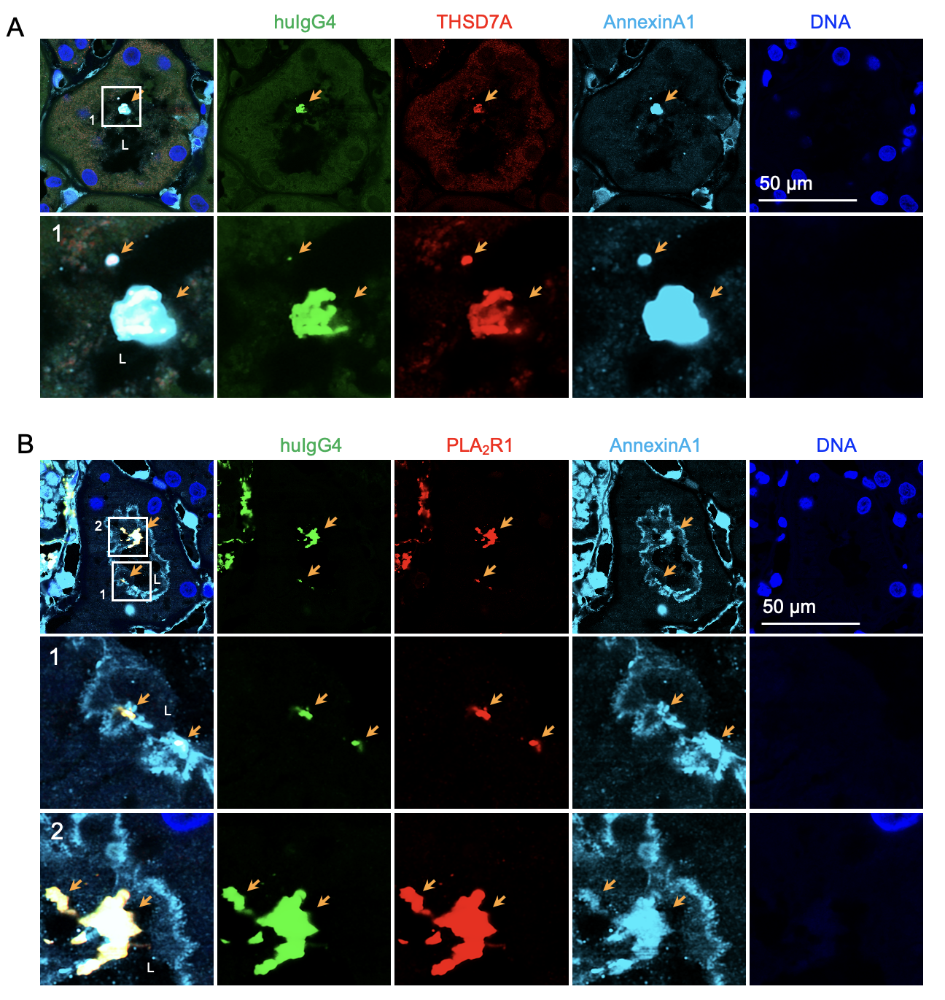 A
huIgG4 THSD7A AnnexinA1 DNA
1
L
50 µm
1
L
B
huIgG4 PLA₂R1 AnnexinA1 DNA
2
L
1
50 µm
1
L
2
L